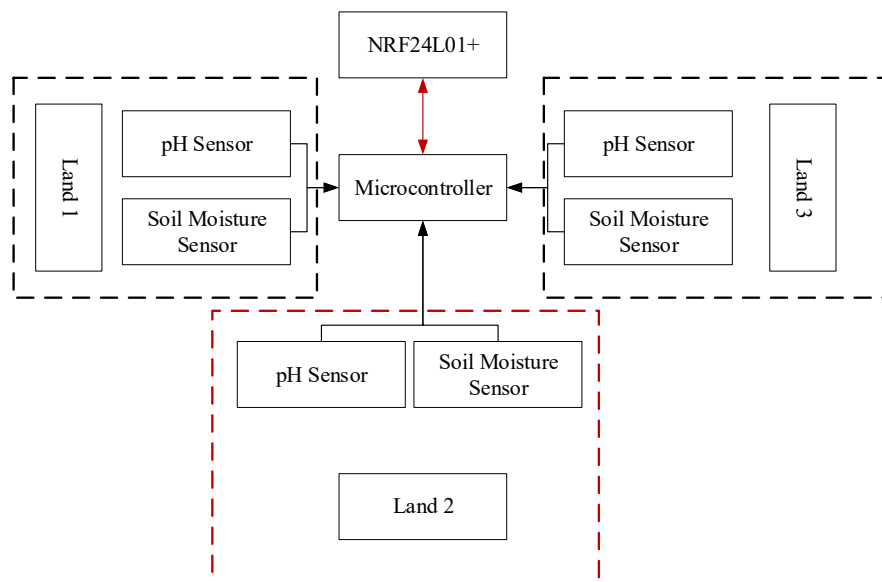 NRF24L01+
Land 1
pH Sensor
Soil Moisture
Sensor
Microcontroller
pH Sensor
Soil Moisture
Sensor
Land 3
pH Sensor
Soil Moisture
Sensor
Land 2